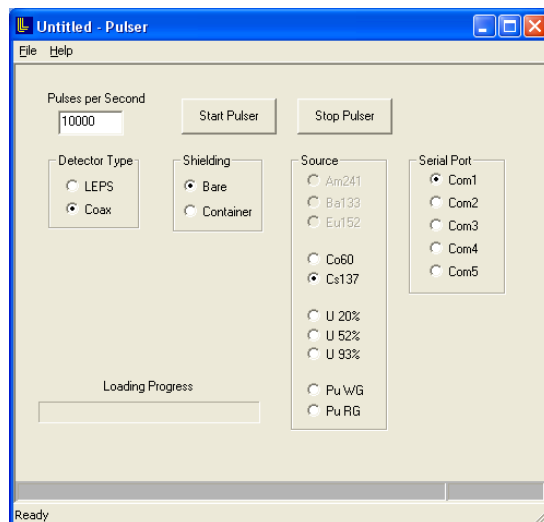 Untitled - Pulser
File Help
Pulses per Second
10000
Start Pulser
Stop Pulser
Detector Type
LEPS
Coax
Shielding
Bare
Container
Source
Am241
Ba133
Eu152
Co60
Cs137
U 20%
U 52%
U 93%
Pu WG
Pu RG
Serial Port
Com1
Com2
Com3
Com4
Com5
Loading Progress
Ready